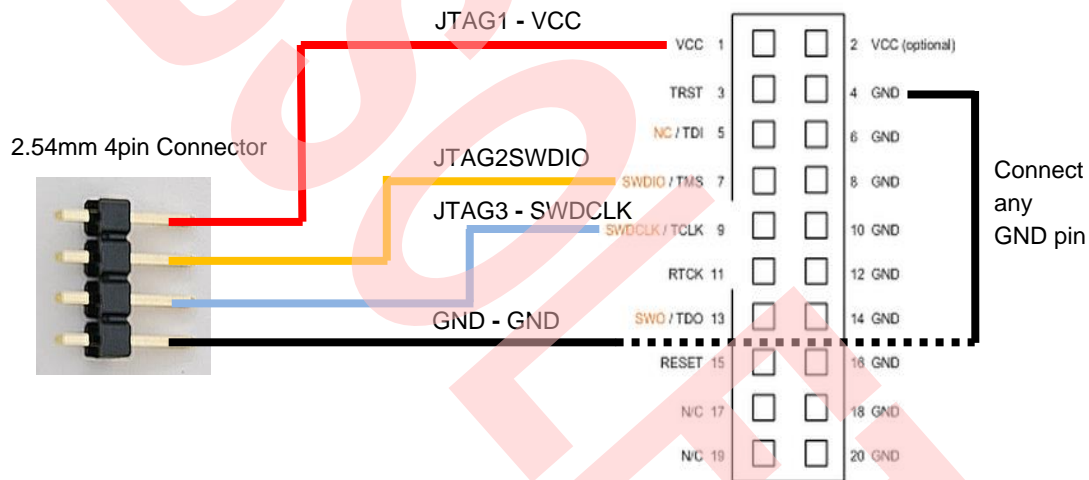 JTAG1 - VCC
VCC 1
2 VCC (optional)
TRST 3
4 GND
2.54mm 4pin Connector
NC / TDI 5
6 GND
JTAG2SWDIO
SWDIO / TMS 7
8 GND
Connect
any
GND pin
JTAG3 - SWDCLK
SWDCLK / TCLK 9
10 GND
RTCK 11
12 GND
GND - GND
SWO / TDO 13
14 GND
RESET 15
16 GND
N/C 17
18 GND
N/C 19
20 GND